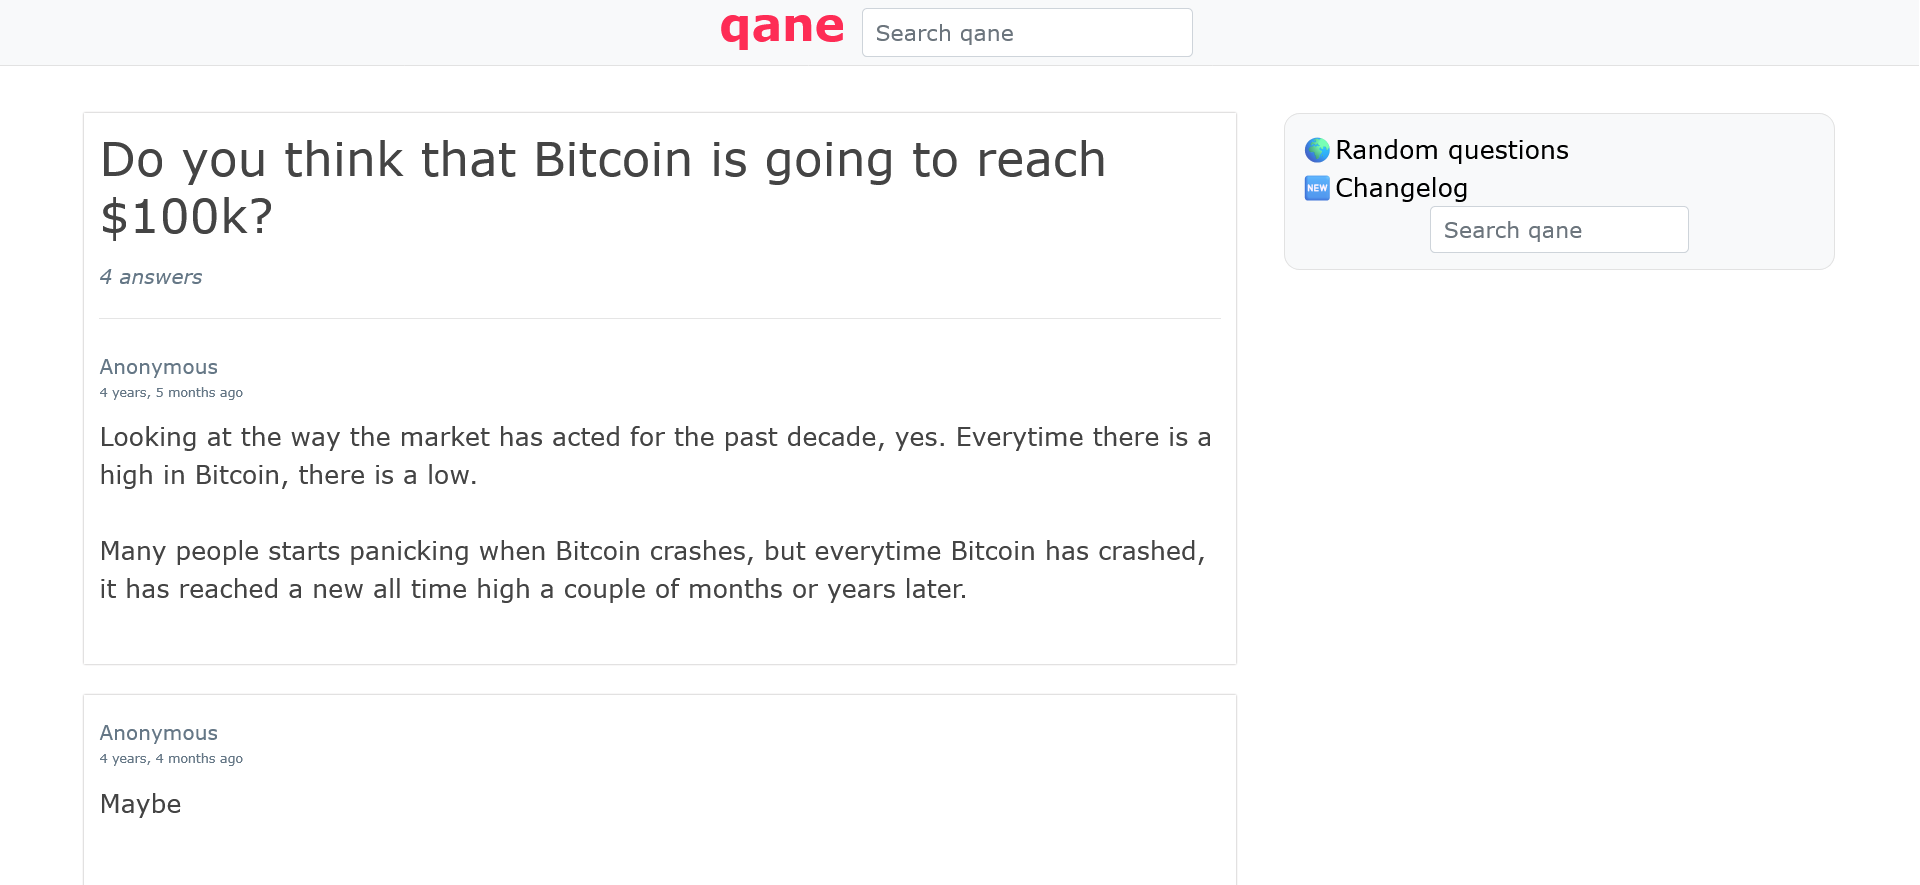 qane
Search qane
Do you think that Bitcoin is going to reach
$100k?
4 answers
Anonymous
4 years, 5 months ago
Looking at the way the market has acted for the past decade, yes. Everytime there is a
high in Bitcoin, there is a low.
Many people starts panicking when Bitcoin crashes, but everytime Bitcoin has crashed,
it has reached a new all time high a couple of months or years later.
Anonymous
4 years, 4 months ago
Maybe
Random questions
NEW Changelog
Search qane